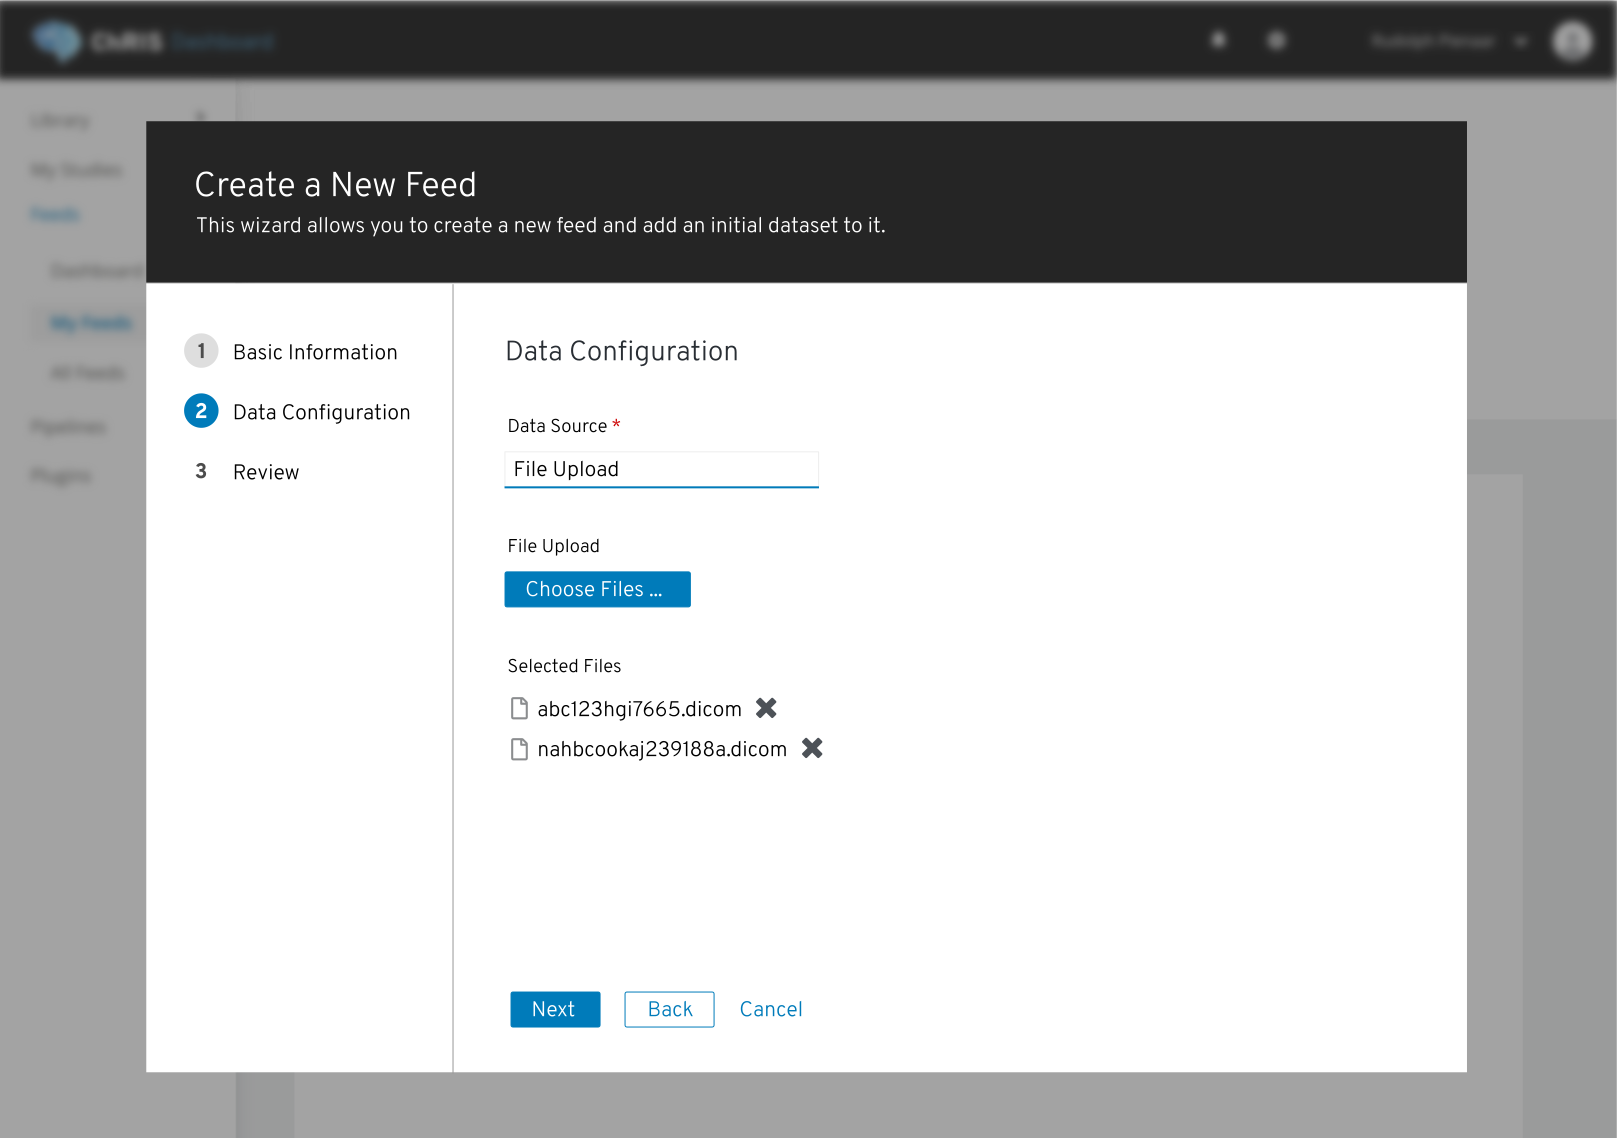 ChRIS Dashboard
Library
My Studies
Feeds
Dashboard
My Feeds
All Feeds
Pipelines
Plugins
Create a New Feed
This wizard allows you to create a new feed and add an initial dataset to it.
1 Basic Information
2 Data Configuration
3 Review
Data Configuration
Data Source *
File Upload
File Upload
Choose Files ...
Selected Files
abc123hgi7665.dicom
nahbcookaj239188a.dicom
Next Back Cancel